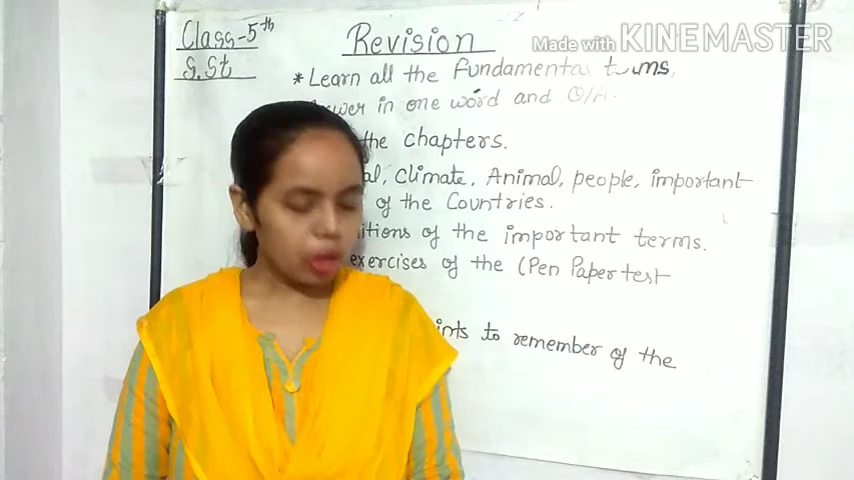 Class-5th
S.St
Revision
Made with KINEMASTER
* Learn all the fundamental terms,
in one word and Q/A.
the chapters.
Climate, Animal, people, important
of the Countries.
of the important terms.
exercises of the (Pen Paper test
to remember of the